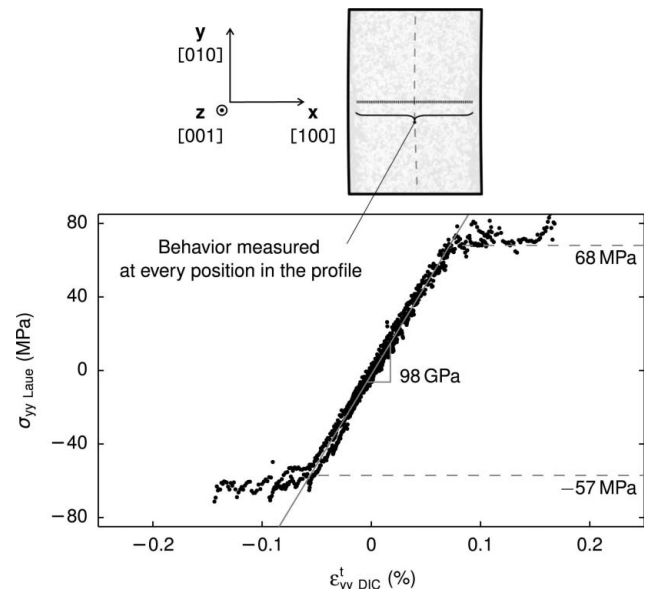 y
[010]
z
[001]
x
[100]
Behavior measured
at every position in the profile
80
40
0
−40
−80
68 MPa
98 GPa
−57 MPa
σyy Laue (MPa)
−0.2
−0.1
0
0.1
0.2
εᵗyy DIC (%)